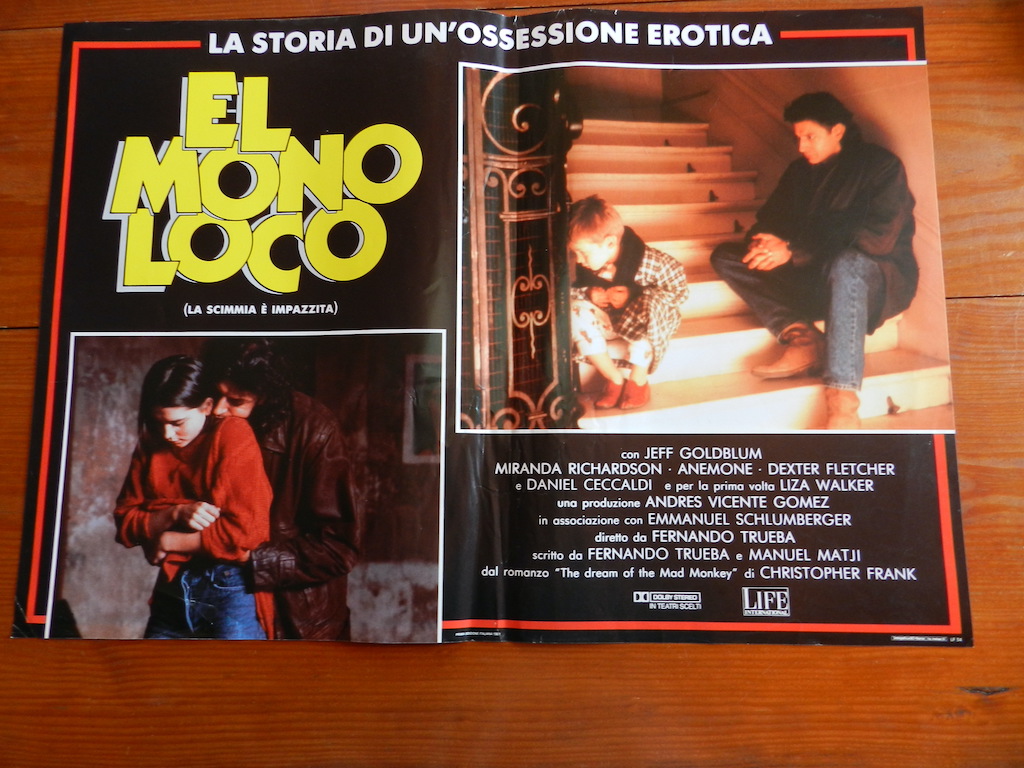 LA STORIA DI UN'OSSESSIONE EROTICA
EL
MONO
LOCO
(LA SCIMMIA È IMPAZZITA)
con JEFF GOLDBLUM
MIRANDA RICHARDSON · ANEMONE · DEXTER FLETCHER
e DANIEL CECCALDI e per la prima volta LIZA WALKER
una produzione ANDRES VICENTE GOMEZ
in associazione con EMMANUEL SCHLUMBERGER
diretto da FERNANDO TRUEBA
scritto da FERNANDO TRUEBA e MANUEL MATJI
dal romanzo "The dream of the Mad Monkey" di CHRISTOPHER FRANK
DOLBY STEREO
IN TEATRI SCELTI
LIFE
INTERNATIONAL